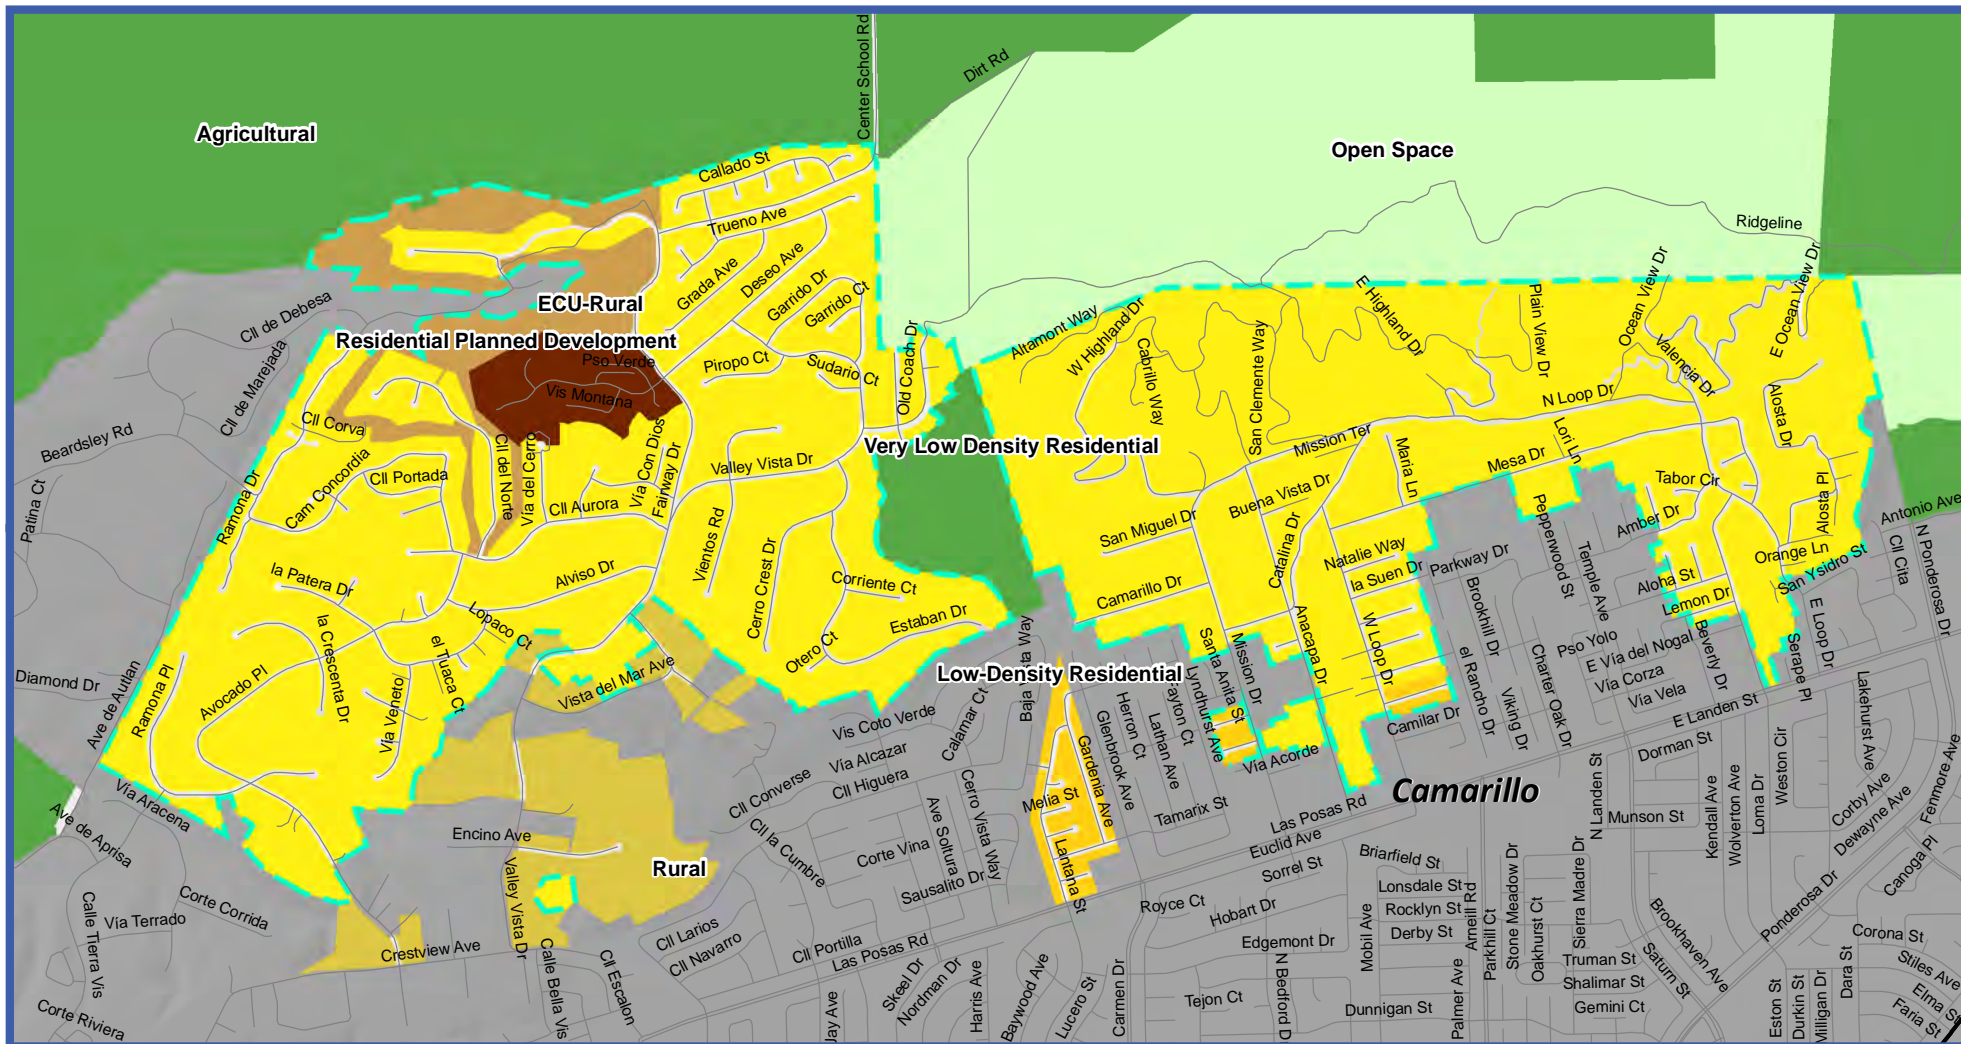 Center School Rd
Dirt Rd
Agricultural
Open Space
Callado St
Trueno Ave
Ridgeline
Grada Ave
Deseo Ave
Garrido Dr
Garrido Ct
ECU-Rural
Cll de Debesa
Residential Planned Development
Cll de Marejada
Pso Verde
Piropo Ct
Sudario Ct
Old Coach Dr
Vis Montana
Altamont Way
W Highland Dr
Cabrillo Way
San Clemente Way
E Highland Dr
Plain View Dr
Ocean View Dr
Valencia Dr
E Ocean View Dr
N Loop Dr
Alosta Dr
Beardsley Rd
Cll Corva
Cam Concordia
Cll Portada
Cll del Norte
Vía del Cerro
Cll Aurora
Vía Con Dios
Fairway Dr
Valley Vista Dr
Very Low Density Residential
Mission Ter
Maria Ln
Lori Ln
Mesa Dr
Tabor Cir
Alosta Pl
Antonio Ave
Patina Ct
Ramona Dr
Vientos Rd
Cerro Crest Dr
San Miguel Dr
Buena Vista Dr
Catalina Dr
Natalie Way
Pepperwood St
Amber Dr
Orange Ln
Cll Cita
N Ponderosa Dr
la Patera Dr
Alviso Dr
Corriente Ct
Camarillo Dr
la Suen Dr
Parkway Dr
Temple Ave
Aloha St
San Ysidro St
Lemon Dr
la Crescenta Dr
Lopaco Ct
el Tuaca Ct
Estaban Dr
Otero Ct
Baja Vista Way
Anacapa Dr
W Loop Dr
Brookhill Dr
Pso Yolo
E Vía del Nogal
Beverly Dr
E Loop Dr
Serape Pl
Diamond Dr
Ave de Autlan
Ramona Pl
Avocado Pl
Vía Veneto
Vista del Mar Ave
Low-Density Residential
Santa Anita St
Mission Dr
Lyndhurst Ave
Fayton Ct
Herron Ct
Lathan Ave
Glenbrook Ave
Gardenia Ave
el Rancho Dr
Viking Dr
Charter Oak Dr
Vía Corza
Vía Vela
E Landen St
Lakehurst Ave
Vis Coto Verde
Calamar Ct
Vía Alcazar
Cll Higuera
Cll Converse
Vía Acorde
Camilar Dr
Camarillo
Dorman St
Vía Aracena
Ave de Aprisa
Encino Ave
Cll la Cumbre
Corte Vina
Ave Soltura
Cerro Vista Way
Sausalito Dr
Melia St
Lantana St
Tamarix St
Las Posas Rd
Euclid Ave
Sorrel St
N Landen St
Munson St
Kendall Ave
Wolverton Ave
Loma Dr
Weston Cir
Corby Ave
Dewayne Ave
Fenmore Ave
Canoga Pl
Rural
Briarfield St
Lonsdale St
Rocklyn St
Derby St
Arneill Rd
Parkhill Ct
Stone Meadow Dr
Oakhurst Ct
Sierra Madre Dr
Calle Tierra Vis
Vía Terrado
Corte Corrida
Crestview Ave
Valley Vista Dr
Calle Bella Vis
Cll Escalon
Cll Larios
Cll Navarro
Cll Portilla
Las Posas Rd
Royce Ct
Hobart Dr
Edgemont Dr
Mobil Ave
Brookhaven Ave
Ponderosa Dr
Corona St
Stiles Ave
Elma St
Faria St
Corte Riviera
Skeel Dr
Nordman Dr
Harris Ave
Baywood Ave
Lucero St
Carmen Dr
Tejon Ct
N Bedford D
Dunnigan St
Palmer Ave
Truman St
Shalimar St
Gemini Ct
Saturn St
Eston St
Durkin St
Milligan Dr
Dara St